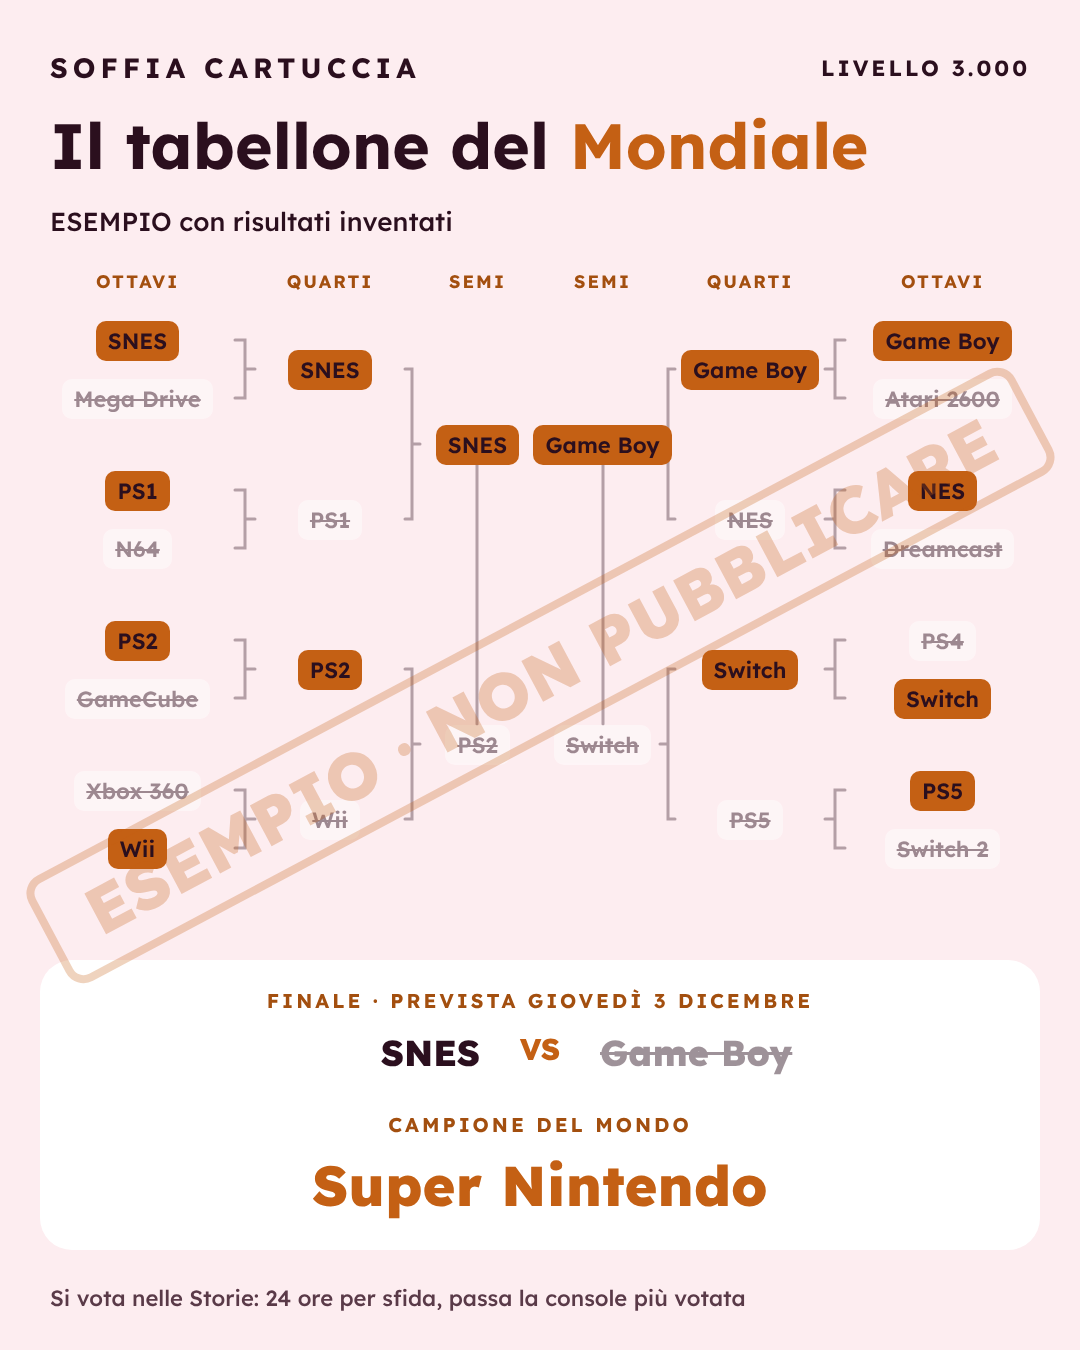 SOFFIA CARTUCCIA
LIVELLO 3.000
Il tabellone del Mondiale
ESEMPIO con risultati inventati
OTTAVI QUARTI SEMI SEMI QUARTI OTTAVI
SNES
Mega Drive
PS1
N64
PS2
GameCube
Xbox 360
Wii
SNES
PS1
PS2
Wii
SNES
PS2
Game Boy
Switch
Game Boy
NES
Switch
PS5
Game Boy
Atari 2600
NES
Dreamcast
PS4
Switch
PS5
Switch 2
ESEMPIO · NON PUBBLICARE
FINALE · PREVISTA GIOVEDÌ 3 DICEMBRE
SNES VS Game Boy
CAMPIONE DEL MONDO
Super Nintendo
Si vota nelle Storie: 24 ore per sfida, passa la console più votata